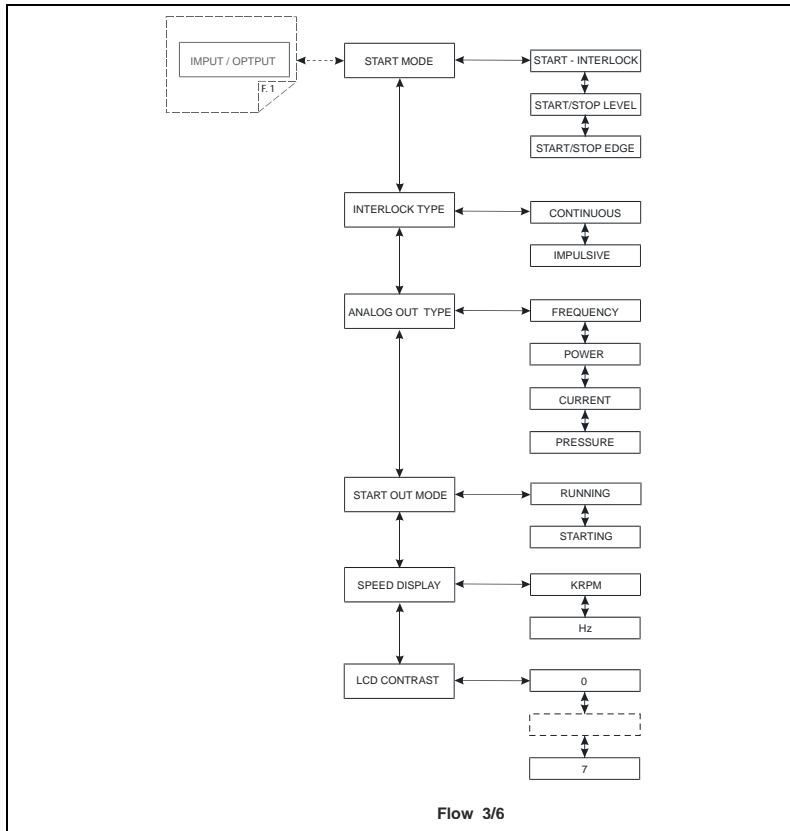 IMPUT / OPTPUT
F. 1
START MODE
START - INTERLOCK
START/STOP LEVEL
START/STOP EDGE
INTERLOCK TYPE
CONTINUOUS
IMPULSIVE
ANALOG OUT TYPE
FREQUENCY
POWER
CURRENT
PRESSURE
START OUT MODE
RUNNING
STARTING
SPEED DISPLAY
KRPM
Hz
LCD CONTRAST
0
7
Flow 3/6